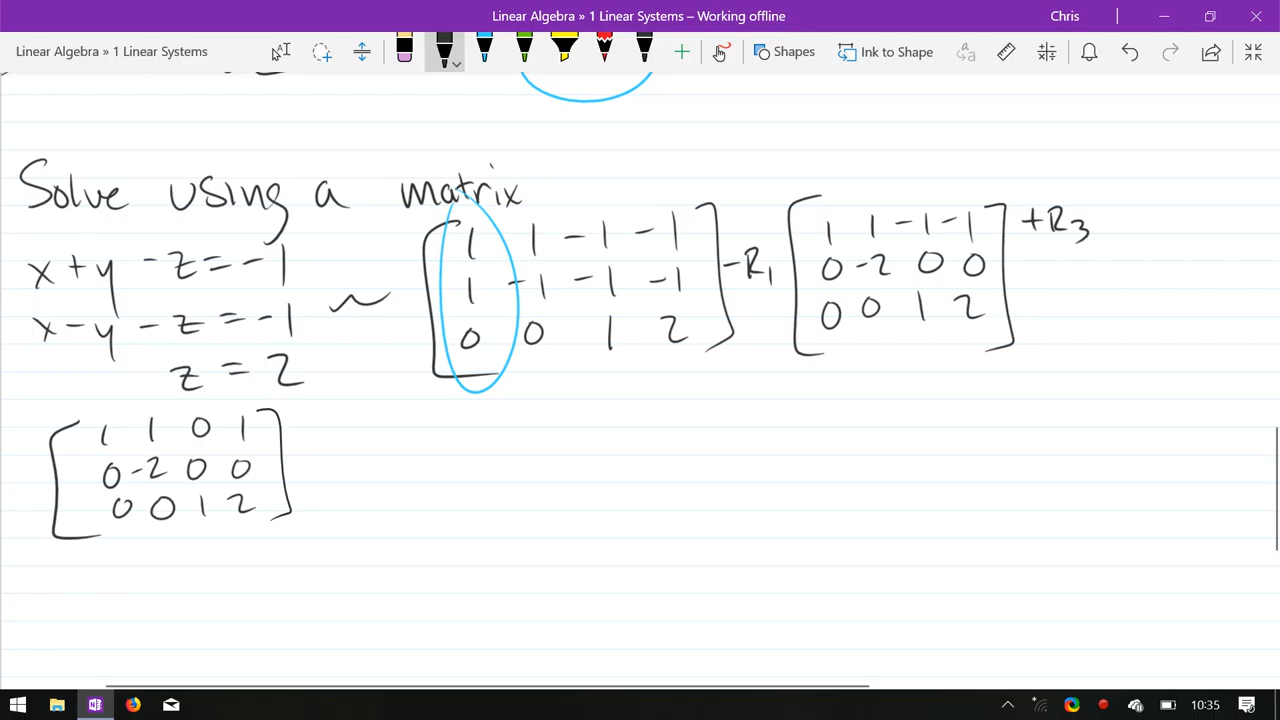 Linear Algebra » 1 Linear Systems – Working offline
Chris
Linear Algebra » 1 Linear Systems
Shapes
Ink to Shape
Solve using a matrix
x + y - z = -1
x - y - z = -1
z = 2
~
1 1 -1 -1
1 -1 -1 -1 -R1
0 0 1 2
1 1 -1 -1 +R3
0 -2 0 0
0 0 1 2
1 1 0 1
0 -2 0 0
0 0 1 2
10:35